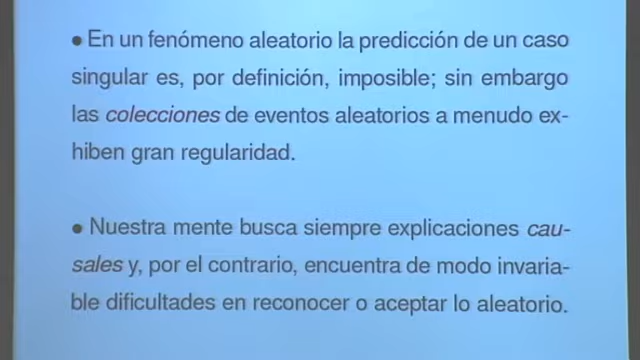 • En un fenómeno aleatorio la predicción de un caso
singular es, por definición, imposible; sin embargo
las colecciones de eventos aleatorios a menudo ex-
hiben gran regularidad.
• Nuestra mente busca siempre explicaciones cau-
sales y, por el contrario, encuentra de modo invaria-
ble dificultades en reconocer o aceptar lo aleatorio.